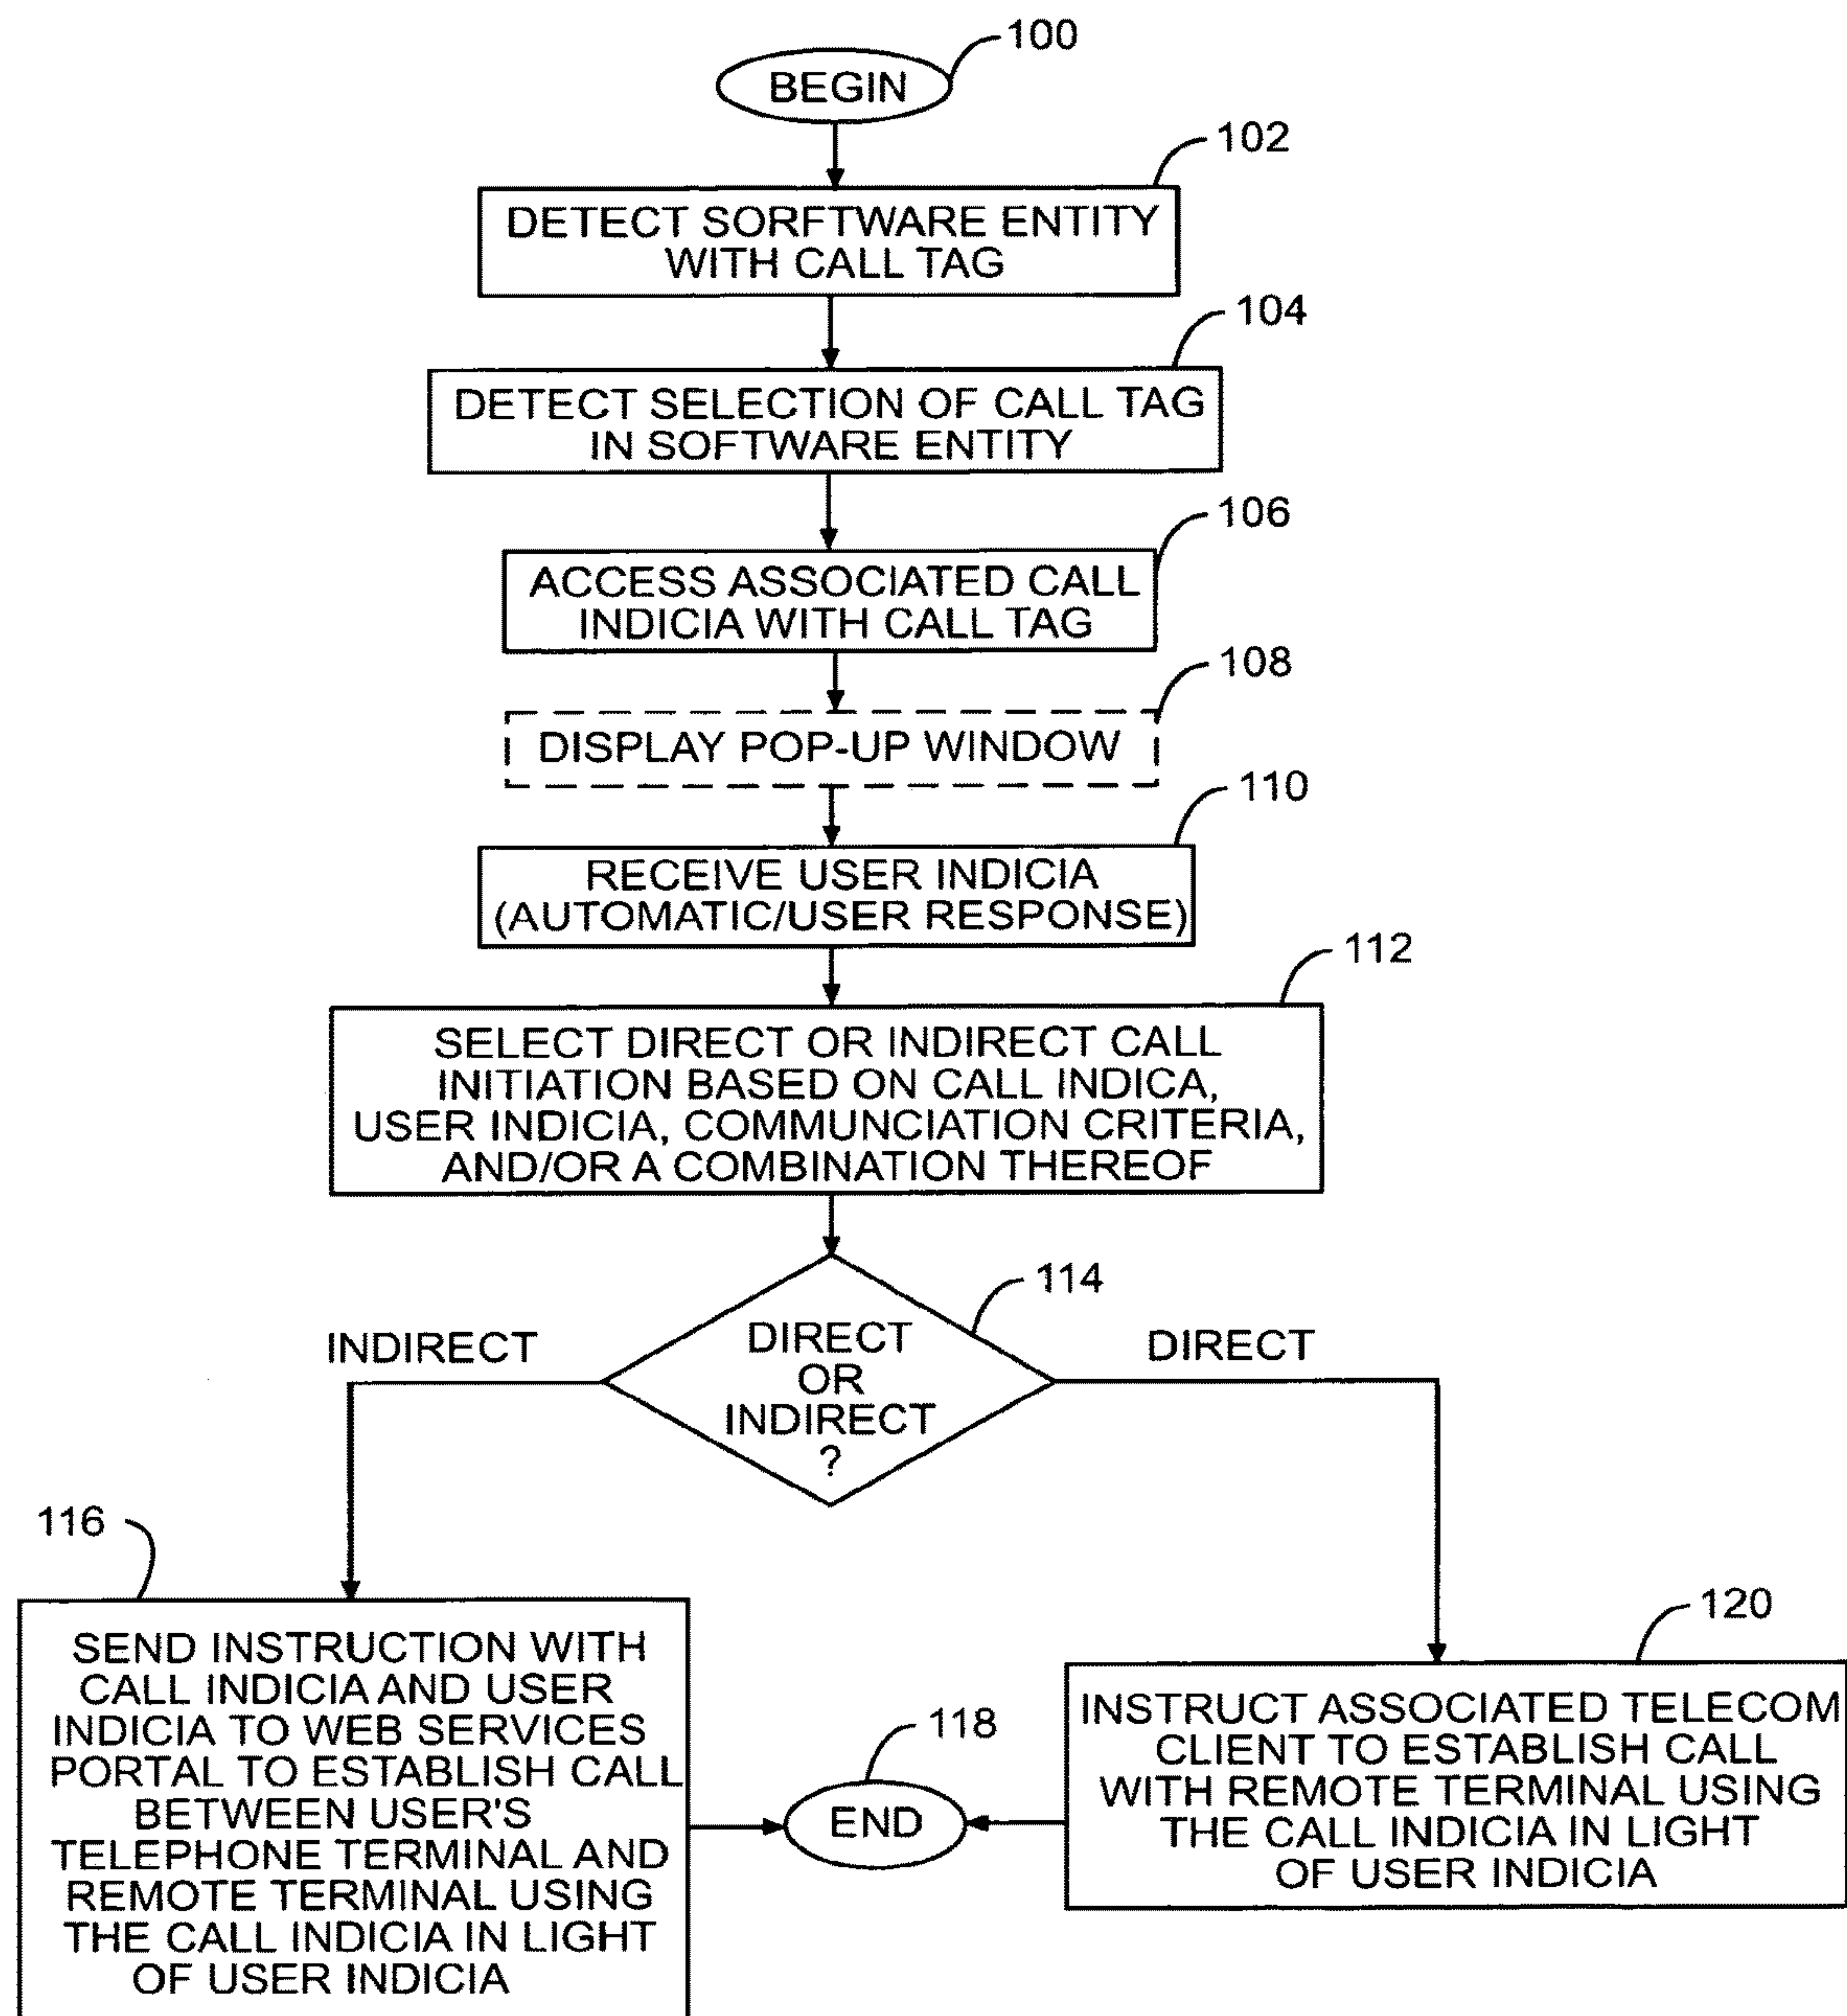 100
BEGIN
102
DETECT SORFTWARE ENTITY
WITH CALL TAG
104
DETECT SELECTION OF CALL TAG
IN SOFTWARE ENTITY
106
ACCESS ASSOCIATED CALL
INDICIA WITH CALL TAG
108
DISPLAY POP-UP WINDOW
110
RECEIVE USER INDICIA
(AUTOMATIC/USER RESPONSE)
112
SELECT DIRECT OR INDIRECT CALL
INITIATION BASED ON CALL INDICA,
USER INDICIA, COMMUNCIATION CRITERIA,
AND/OR A COMBINATION THEREOF
114
INDIRECT
DIRECT
OR
INDIRECT
?
DIRECT
116
SEND INSTRUCTION WITH
CALL INDICIA AND USER
INDICIA TO WEB SERVICES
PORTAL TO ESTABLISH CALL
BETWEEN USER'S
TELEPHONE TERMINAL AND
REMOTE TERMINAL USING
THE CALL INDICIA IN LIGHT
OF USER INDICIA
118
END
120
INSTRUCT ASSOCIATED TELECOM
CLIENT TO ESTABLISH CALL
WITH REMOTE TERMINAL USING
THE CALL INDICIA IN LIGHT
OF USER INDICIA